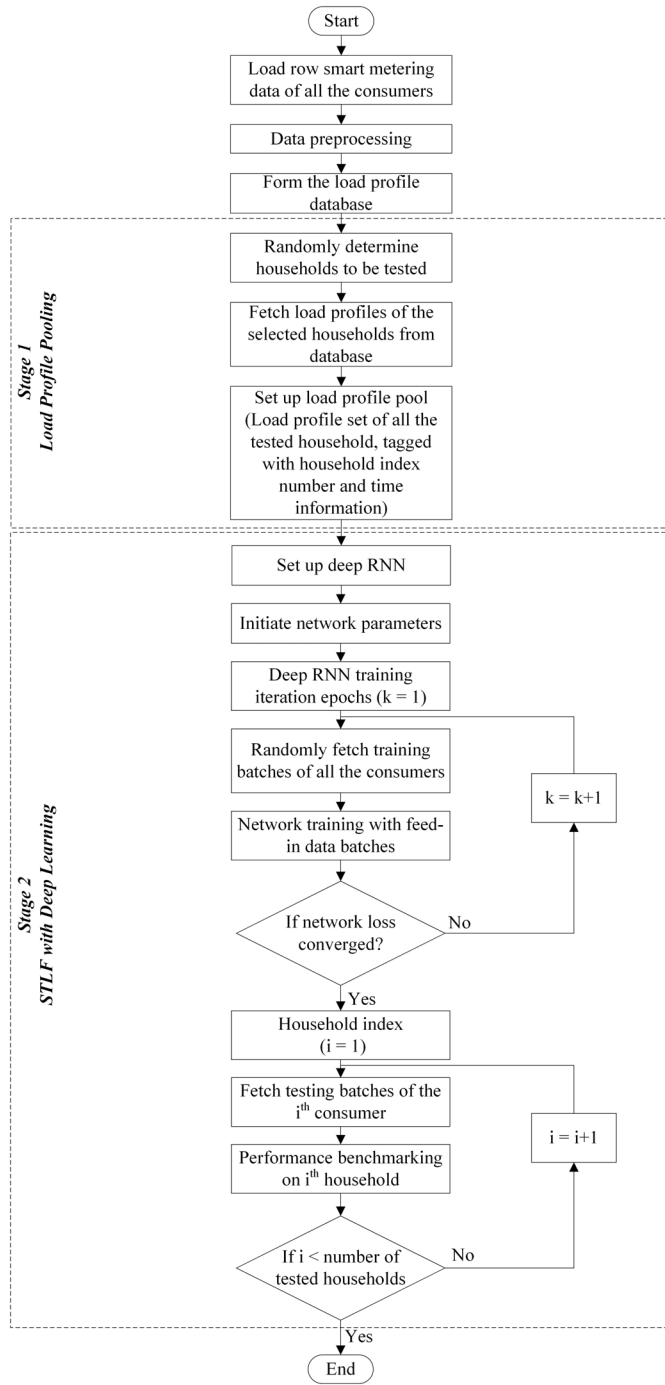 Start
Load row smart metering
data of all the consumers
Data preprocessing
Form the load profile
database
Stage 1
Load Profile Pooling
Randomly determine
households to be tested
Fetch load profiles of the
selected households from
database
Set up load profile pool
(Load profile set of all the
tested household, tagged
with household index
number and time
information)
Stage 2
STLF with Deep Learning
Set up deep RNN
Initiate network parameters
Deep RNN training
iteration epochs (k = 1)
Randomly fetch training
batches of all the consumers
k = k+1
Network training with feed-
in data batches
If network loss
converged?
No
Yes
Household index
(i = 1)
Fetch testing batches of the
i^th consumer
i = i+1
Performance benchmarking
on i^th household
If i < number of
tested households
No
Yes
End